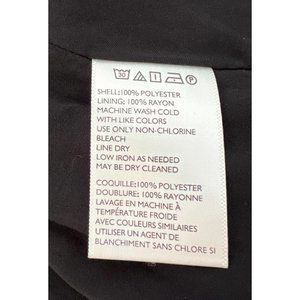 30 P
SHELL:100% POLYESTER
LINING: 100% RAYON
MACHINE WASH COLD
WITH LIKE COLORS
USE ONLY NON-CHLORINE
BLEACH
LINE DRY
LOW IRON AS NEEDED
MAY BE DRY CLEANED
COQUILLE:100% POLYESTER
DOUBLURE: 100% RAYONNE
LAVAGE EN MACHINE À
TEMPÉRATURE FROIDE
AVEC COULEURS SIMILAIRES
UTILISER UN AGENT DE
BLANCHIMENT SANS CHLORE SI